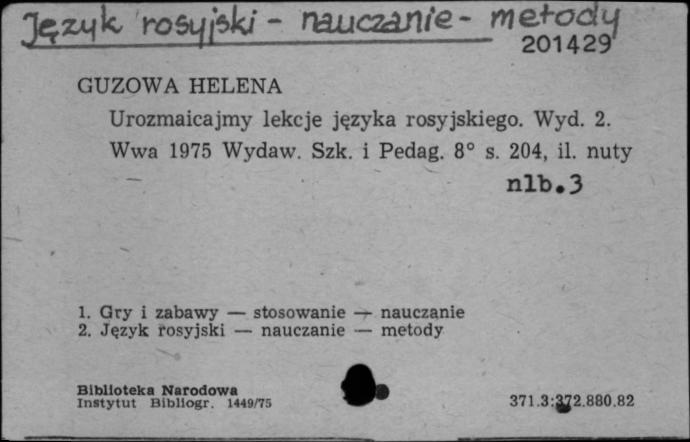 Język rosyjski - nauczanie - metody
201429
GUZOWA HELENA
Urozmaicajmy lekcje języka rosyjskiego. Wyd. 2.
Wwa 1975 Wydaw. Szk. i Pedag. 8° s. 204, il. nuty
nlb.3
1. Gry i zabawy — stosowanie — nauczanie
2. Język rosyjski — nauczanie — metody
Biblioteka Narodowa
Instytut Bibliogr. 1449/75
371.3:372.880.82